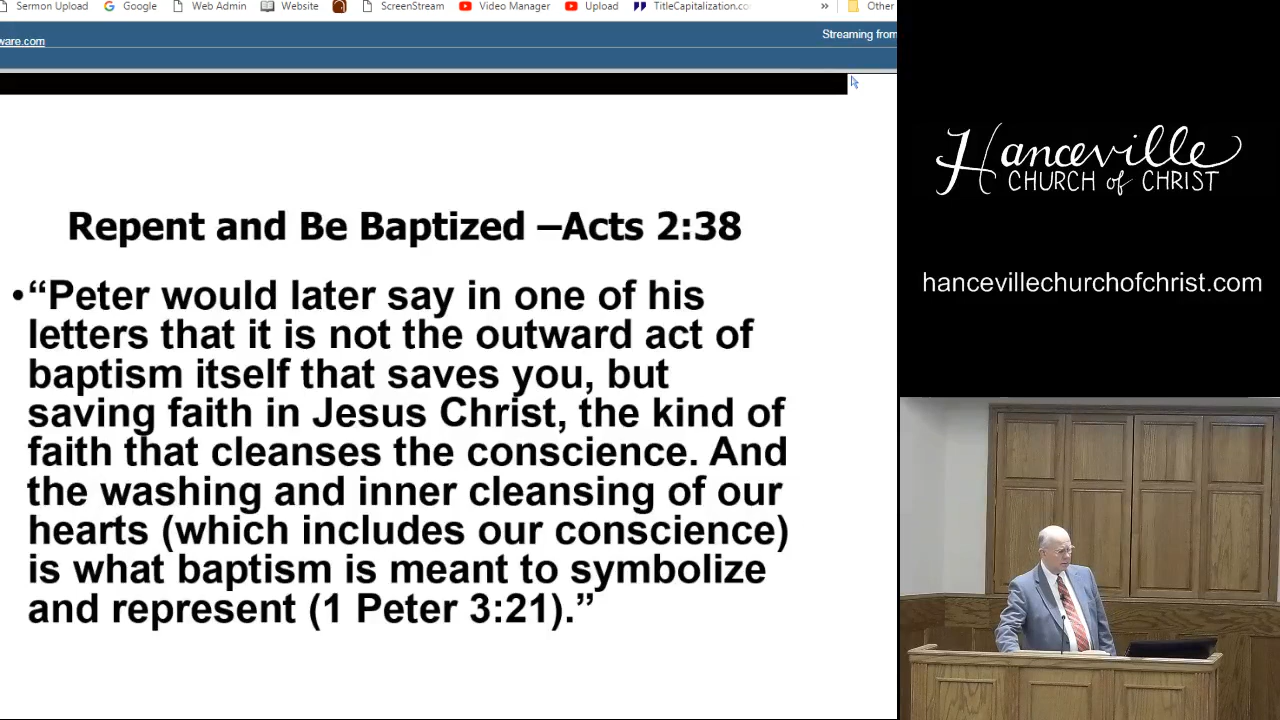 Sermon Upload Google Web Admin Website ScreenStream Video Manager Upload TitleCapitalization.co » Other
ware.com
Streaming from
Repent and Be Baptized –Acts 2:38
•“Peter would later say in one of his
letters that it is not the outward act of
baptism itself that saves you, but
saving faith in Jesus Christ, the kind of
faith that cleanses the conscience. And
the washing and inner cleansing of our
hearts (which includes our conscience)
is what baptism is meant to symbolize
and represent (1 Peter 3:21).”
Hanceville
CHURCH of CHRIST
hancevillechurchofchrist.com